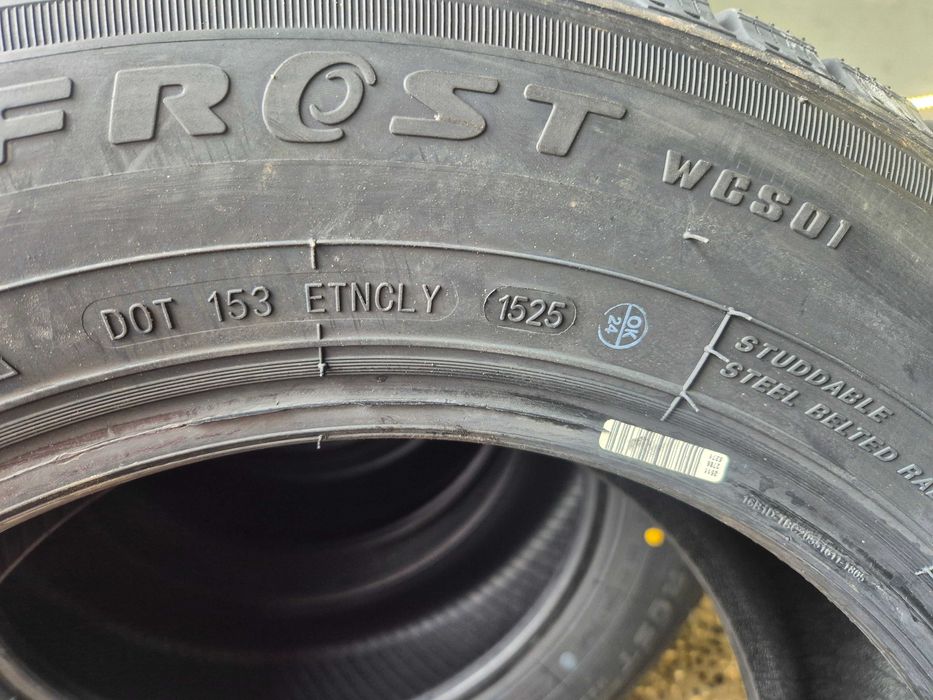 FROST
WCS01
DOT 153 ETNCLY 1525
OK
24
STUDDABLE
STEEL BELTED